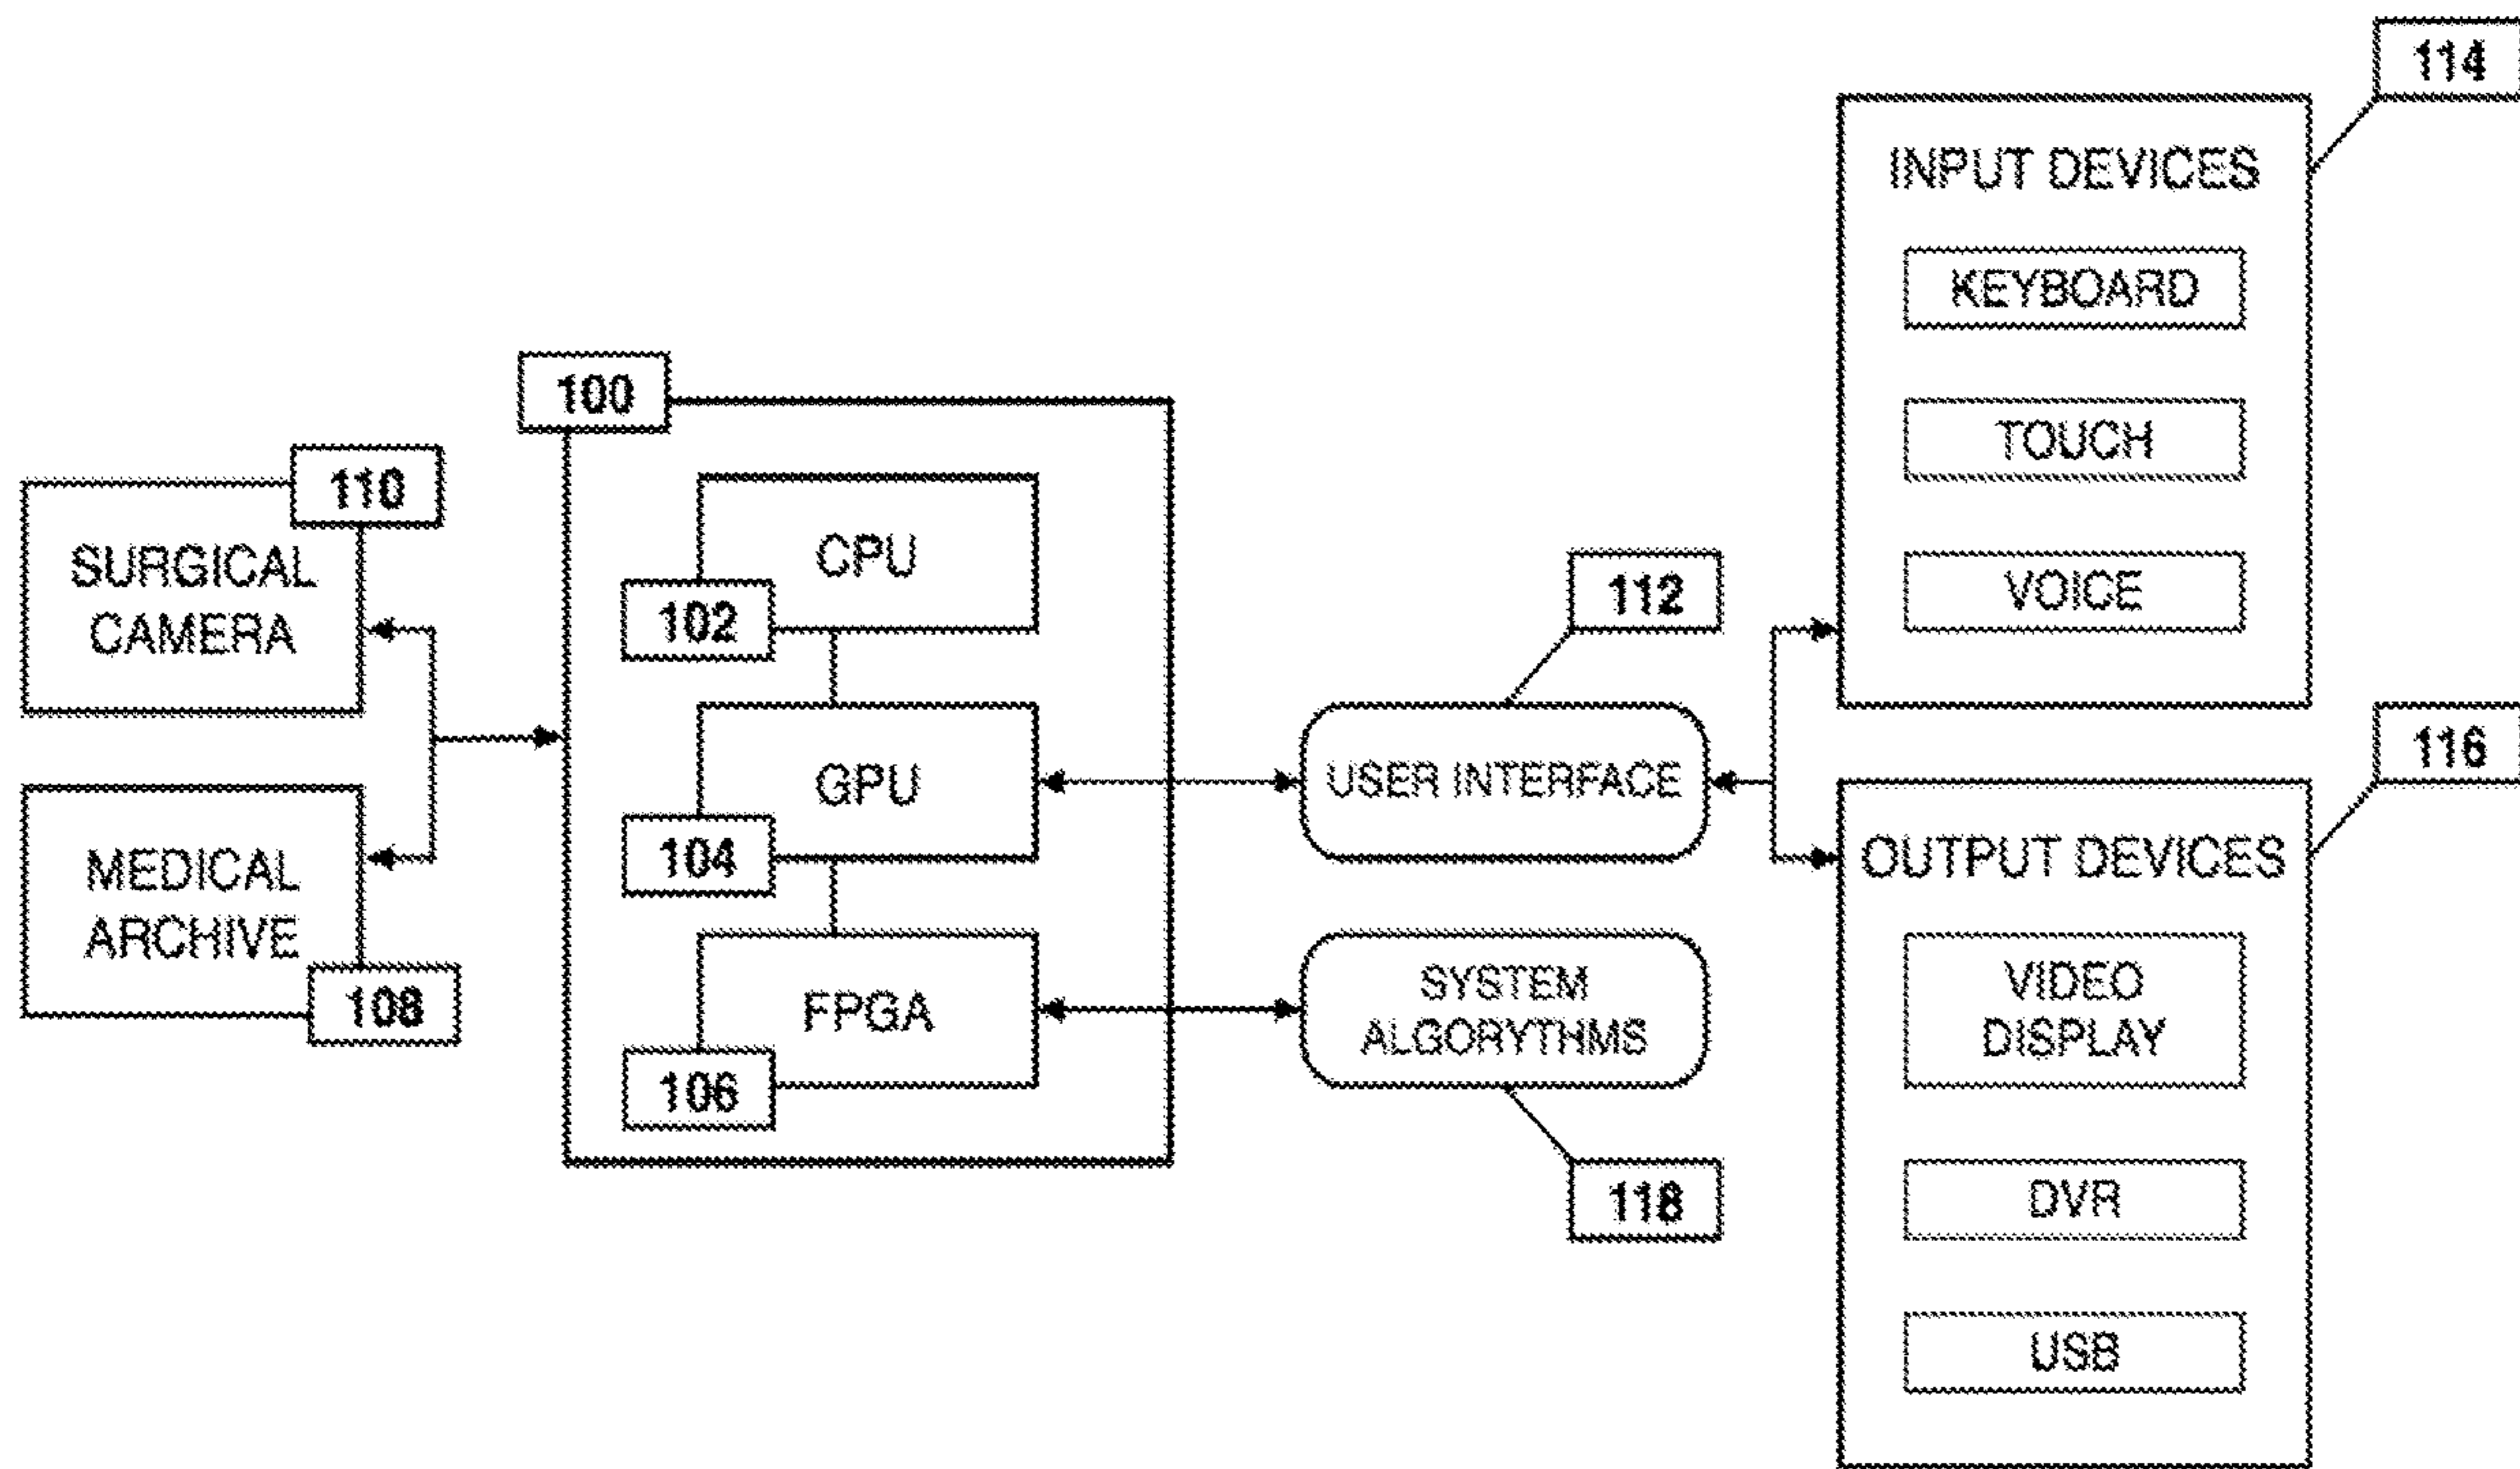 110
SURGICAL
CAMERA
MEDICAL
ARCHIVE
108
100
CPU
102
GPU
104
FPGA
106
112
USER INTERFACE
SYSTEM
ALGORYTHMS
118
114
INPUT DEVICES
KEYBOARD
TOUCH
VOICE
116
OUTPUT DEVICES
VIDEO
DISPLAY
DVR
USB